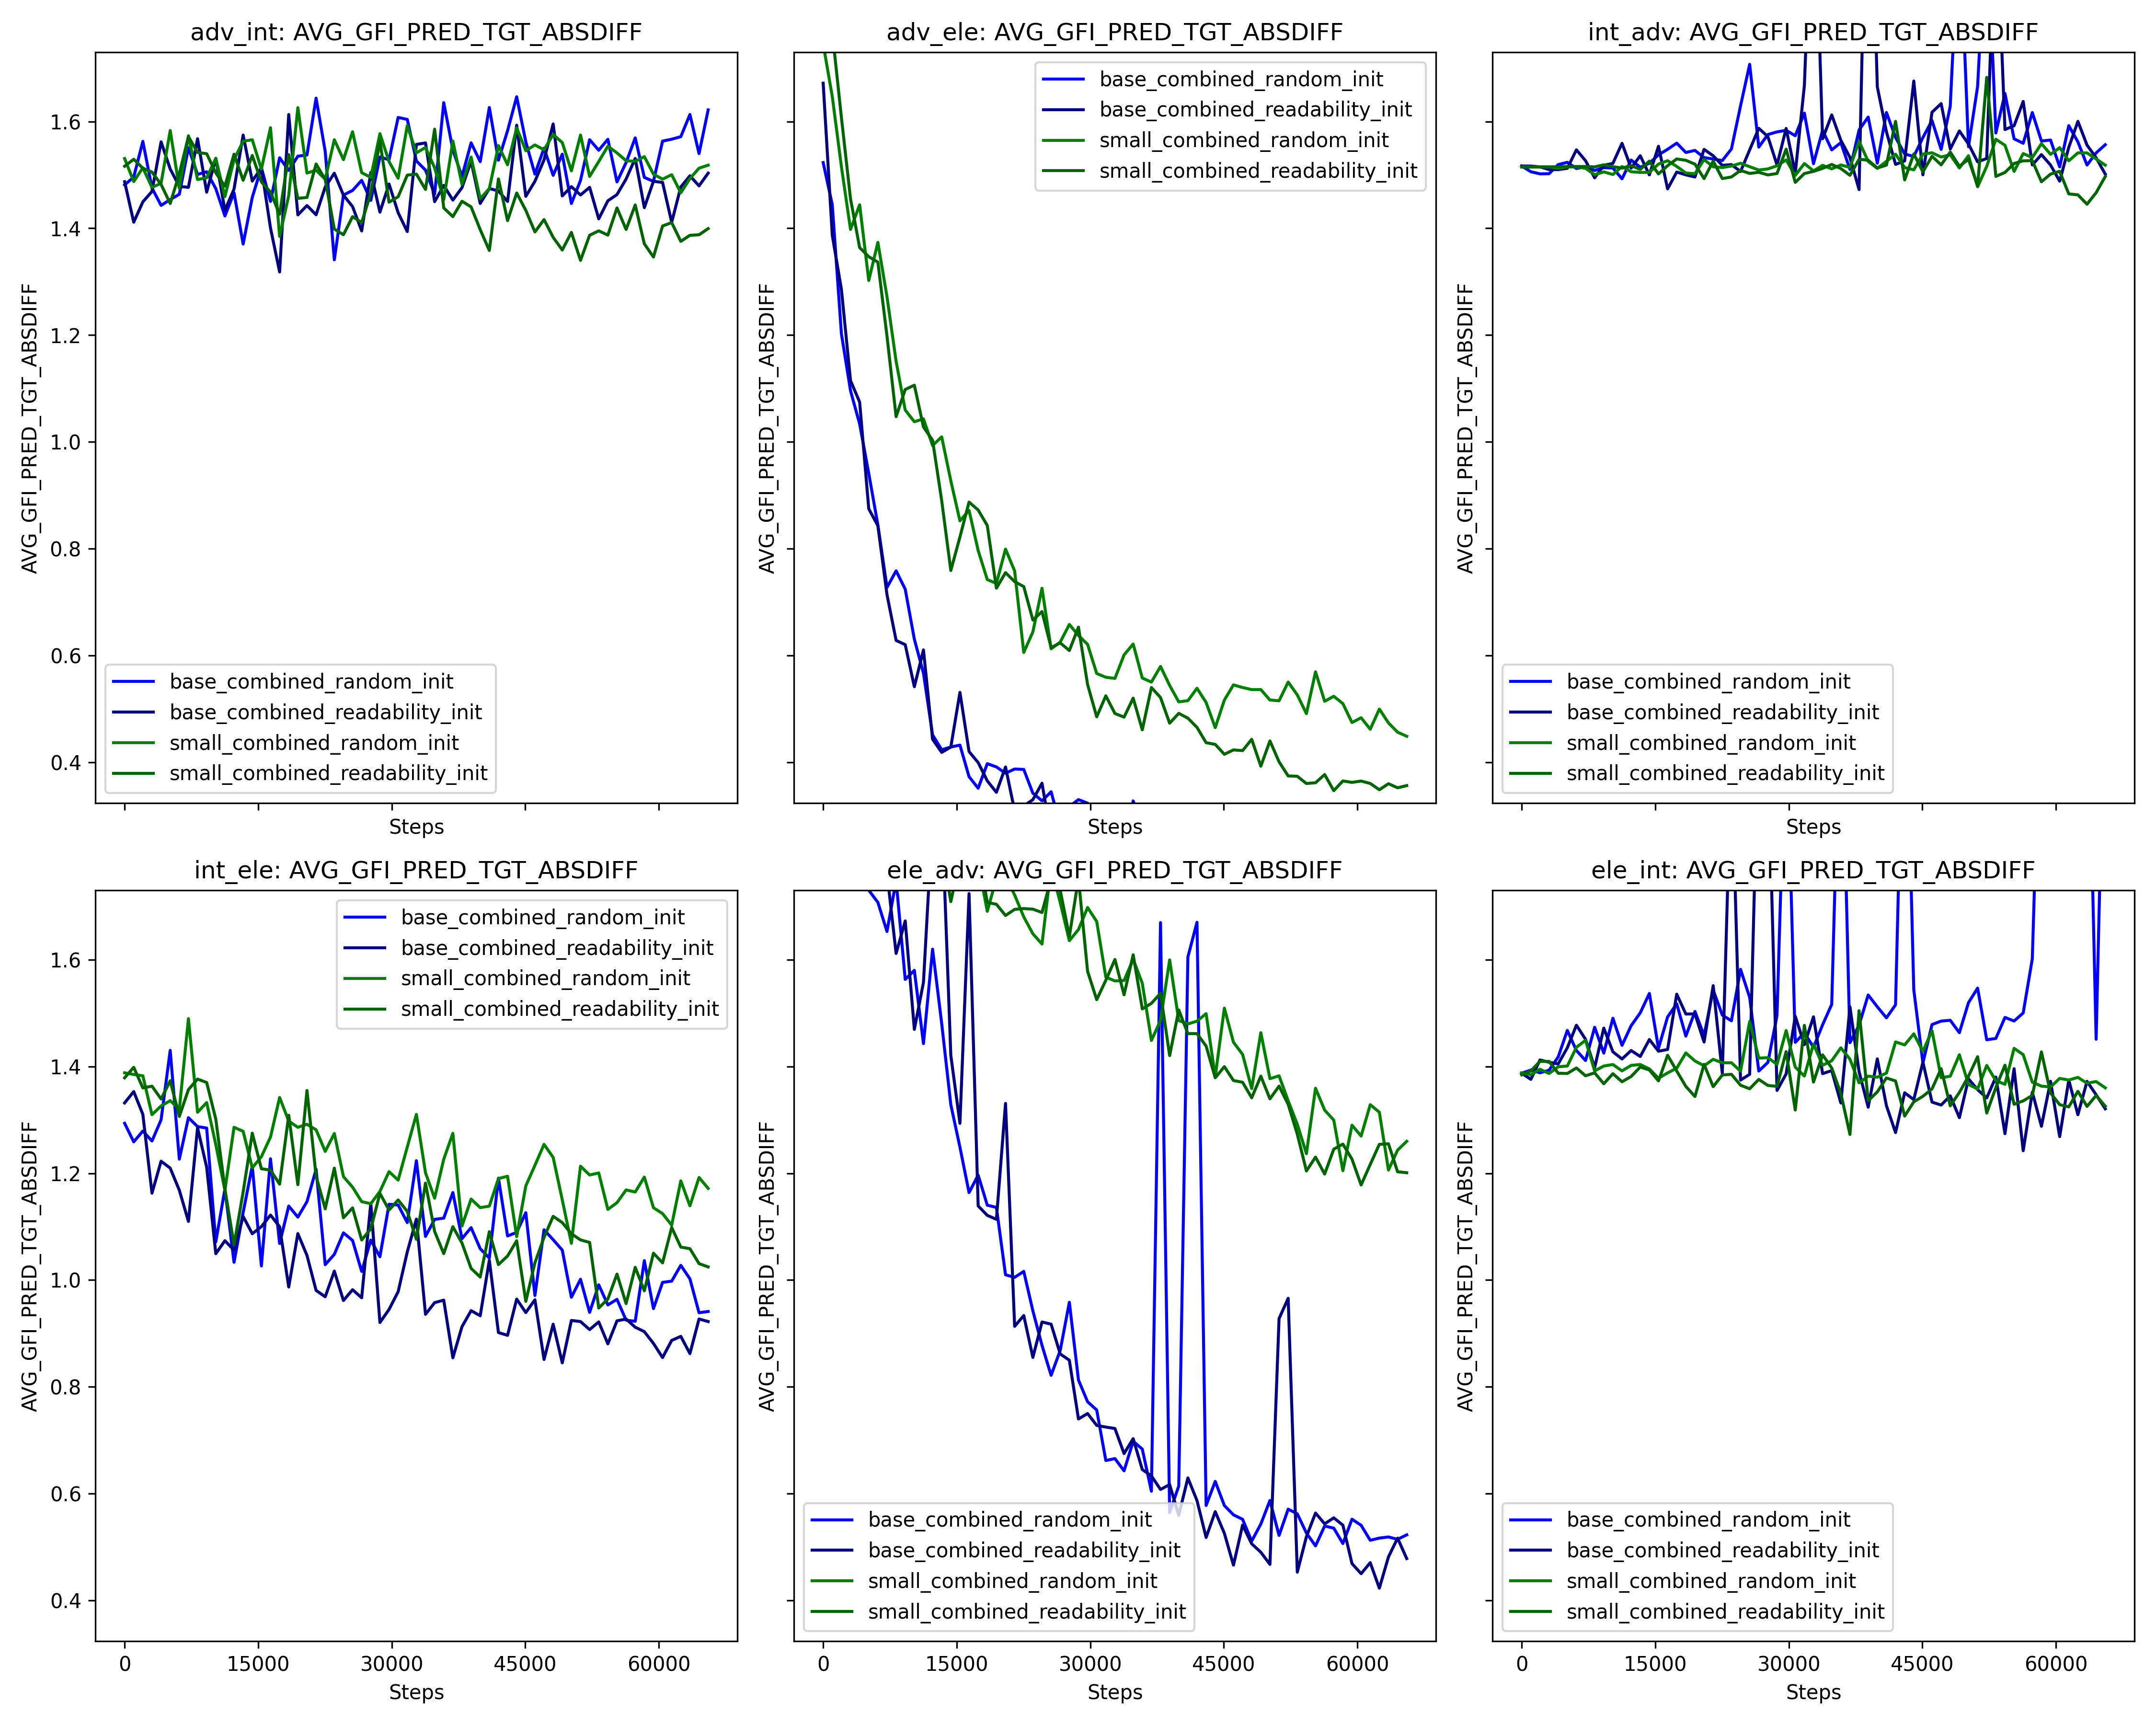 adv_int: AVG_GFI_PRED_TGT_ABSDIFF
AVG_GFI_PRED_TGT_ABSDIFF
1.6
1.4
1.2
1.0
0.8
0.6
0.4
base_combined_random_init
base_combined_readability_init
small_combined_random_init
small_combined_readability_init
Steps
adv_ele: AVG_GFI_PRED_TGT_ABSDIFF
AVG_GFI_PRED_TGT_ABSDIFF
base_combined_random_init
base_combined_readability_init
small_combined_random_init
small_combined_readability_init
Steps
int_adv: AVG_GFI_PRED_TGT_ABSDIFF
AVG_GFI_PRED_TGT_ABSDIFF
base_combined_random_init
base_combined_readability_init
small_combined_random_init
small_combined_readability_init
Steps
int_ele: AVG_GFI_PRED_TGT_ABSDIFF
AVG_GFI_PRED_TGT_ABSDIFF
1.6
1.4
1.2
1.0
0.8
0.6
0.4
base_combined_random_init
base_combined_readability_init
small_combined_random_init
small_combined_readability_init
0 15000 30000 45000 60000
Steps
ele_adv: AVG_GFI_PRED_TGT_ABSDIFF
AVG_GFI_PRED_TGT_ABSDIFF
base_combined_random_init
base_combined_readability_init
small_combined_random_init
small_combined_readability_init
0 15000 30000 45000 60000
Steps
ele_int: AVG_GFI_PRED_TGT_ABSDIFF
AVG_GFI_PRED_TGT_ABSDIFF
base_combined_random_init
base_combined_readability_init
small_combined_random_init
small_combined_readability_init
0 15000 30000 45000 60000
Steps